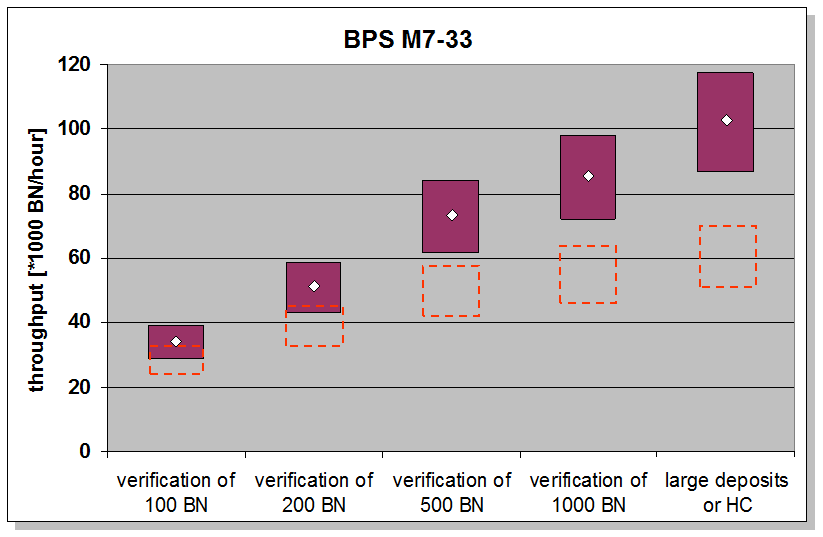 BPS M7-33
throughput [*1000 BN/hour]
120
100
80
60
40
20
0
verification of
100 BN
verification of
200 BN
verification of
500 BN
verification of
1000 BN
large deposits
or HC